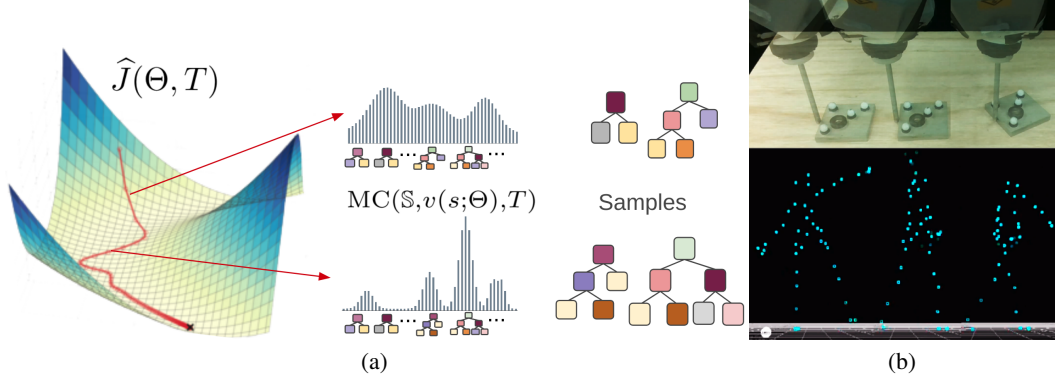 Ĵ(Θ, T)
...
...
MC(𝕊, v(s;Θ), T)
Samples
...
...
(a)
(b)